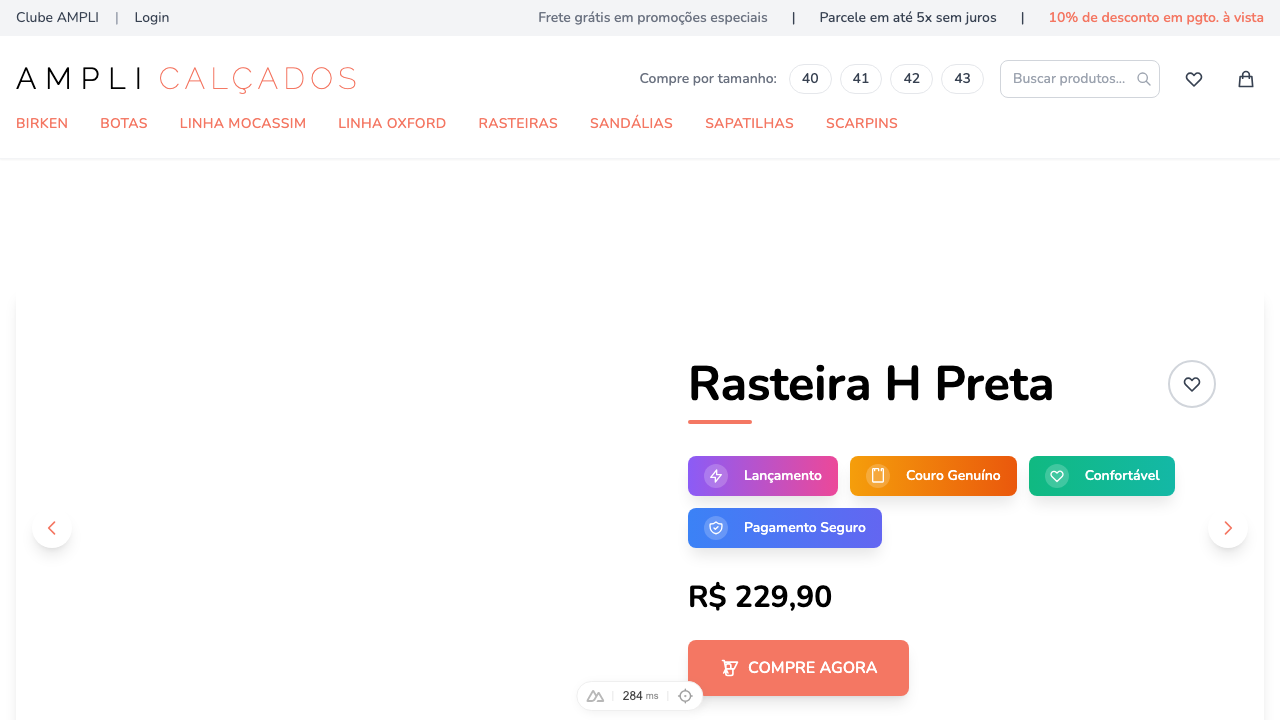 Clube AMPLI | Login
Frete grátis em promoções especiais | Parcele em até 5x sem juros | 10% de desconto em pgto. à vista
AMPLI CALÇADOS
Compre por tamanho: 40 41 42 43
Buscar produtos...
BIRKEN BOTAS LINHA MOCASSIM LINHA OXFORD RASTEIRAS SANDÁLIAS SAPATILHAS SCARPINS
Rasteira H Preta
Lançamento Couro Genuíno Confortável
Pagamento Seguro
R$ 229,90
COMPRE AGORA
284 ms